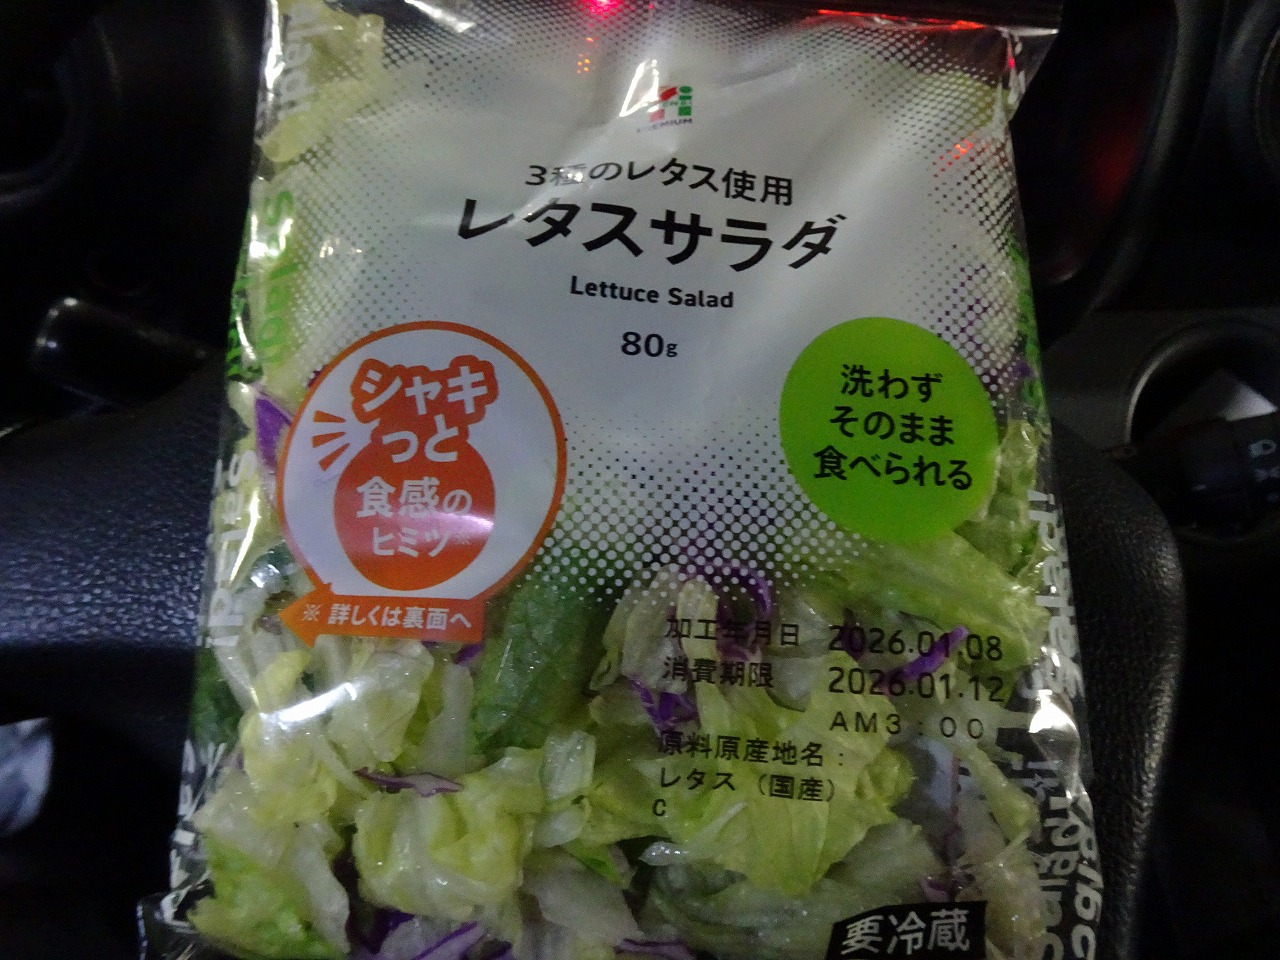 PREMIUM
3種のレタス使用
レタスサラダ
Lettuce Salad
80g
シャキ
っと
食感の
ヒミツ※
※ 詳しくは裏面へ
洗わず
そのまま
食べられる
加工年月日 2026.01.08
消費期限 2026.01.12
AM3:00
原料原産地名:
レタス (国産)
C
要冷蔵